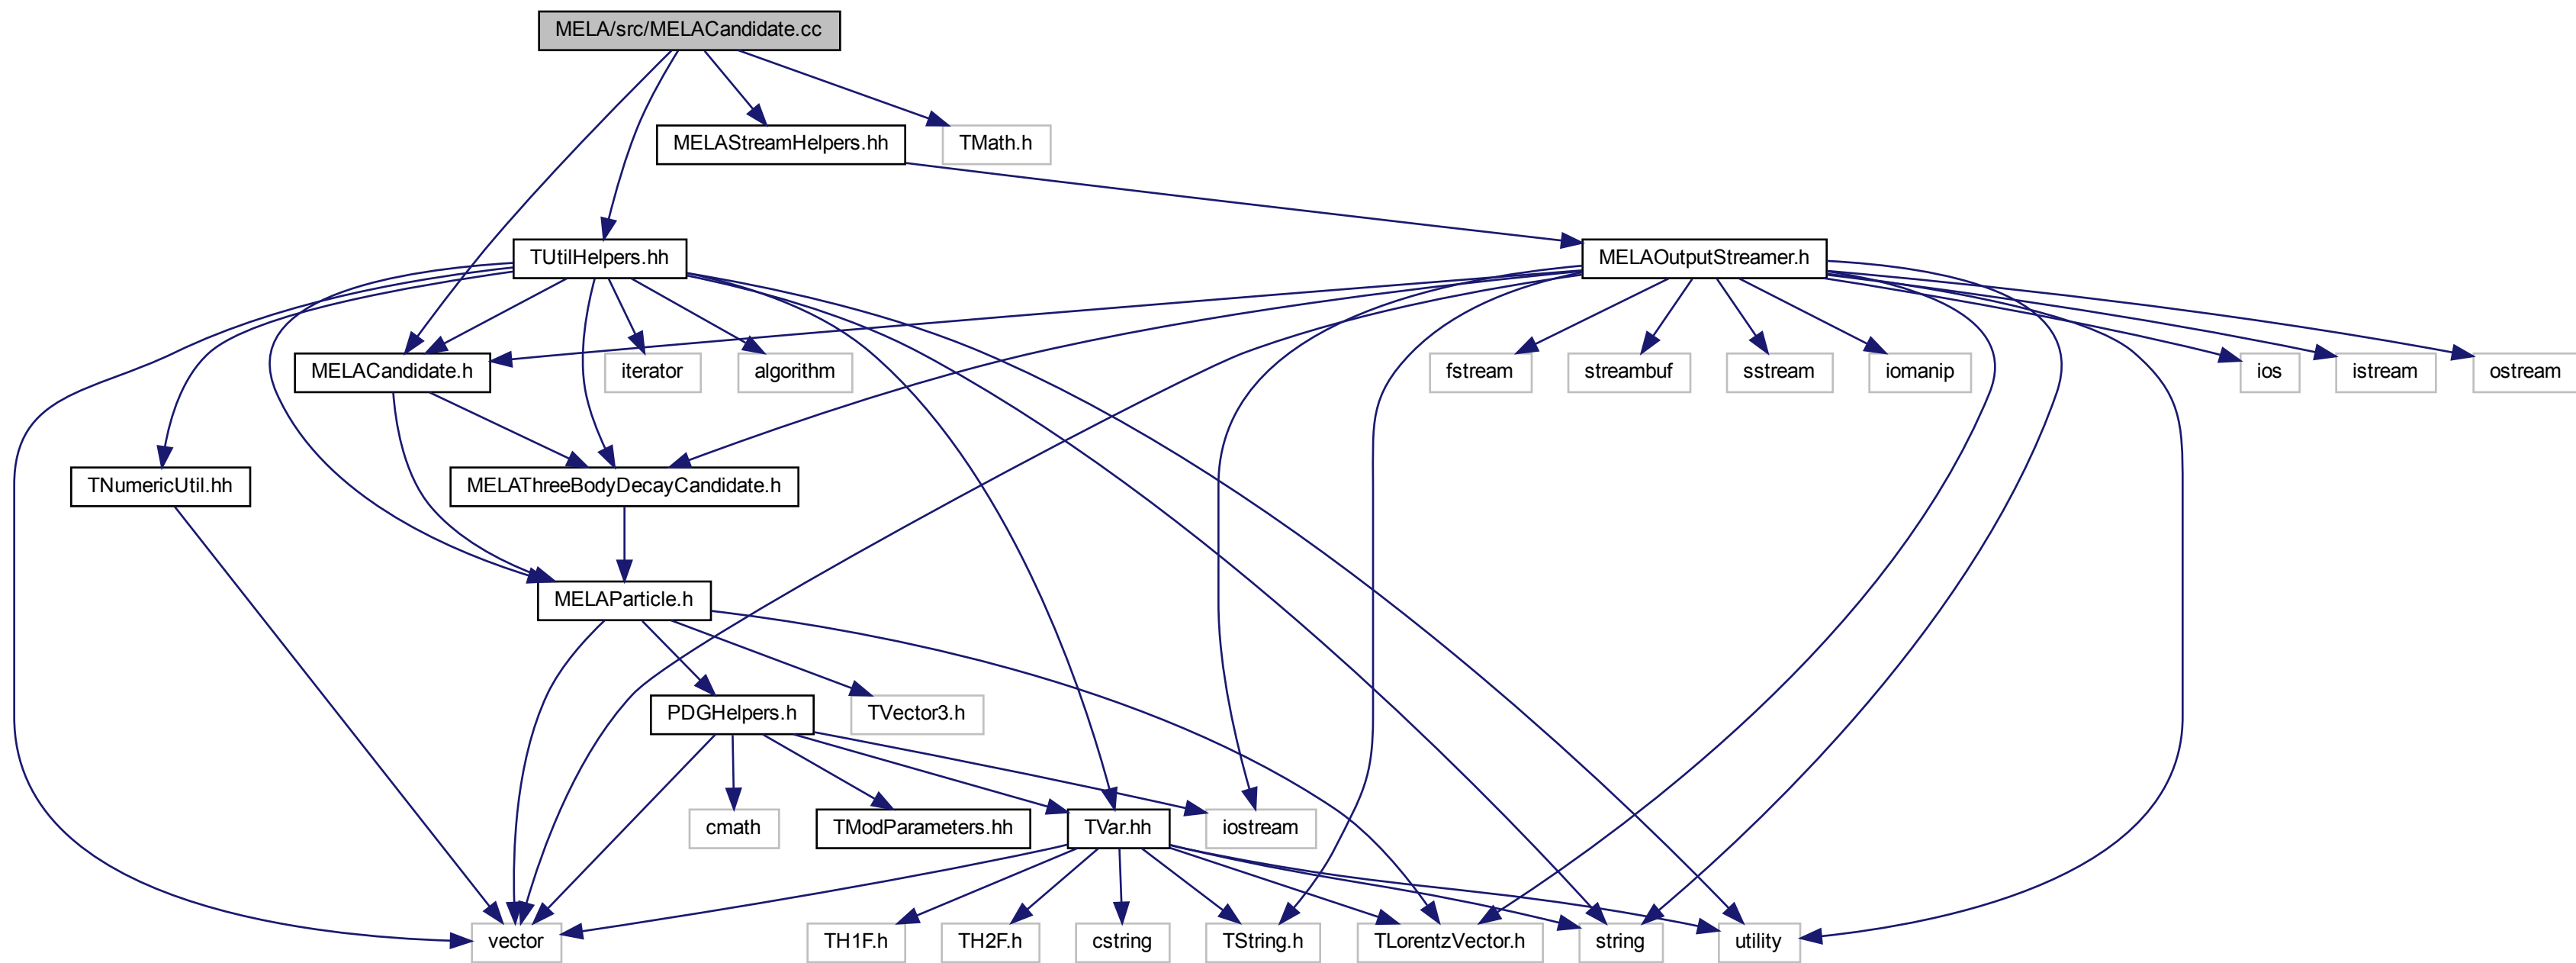 MELA/src/MELACandidate.cc
MELAStreamHelpers.hh
TMath.h
TUtilHelpers.hh
MELAOutputStreamer.h
MELACandidate.h
iterator
algorithm
fstream
streambuf
sstream
iomanip
ios
istream
ostream
TNumericUtil.hh
MELAThreeBodyDecayCandidate.h
MELAParticle.h
PDGHelpers.h
TVector3.h
cmath
TModParameters.hh
TVar.hh
iostream
vector
TH1F.h
TH2F.h
cstring
TString.h
TLorentzVector.h
string
utility